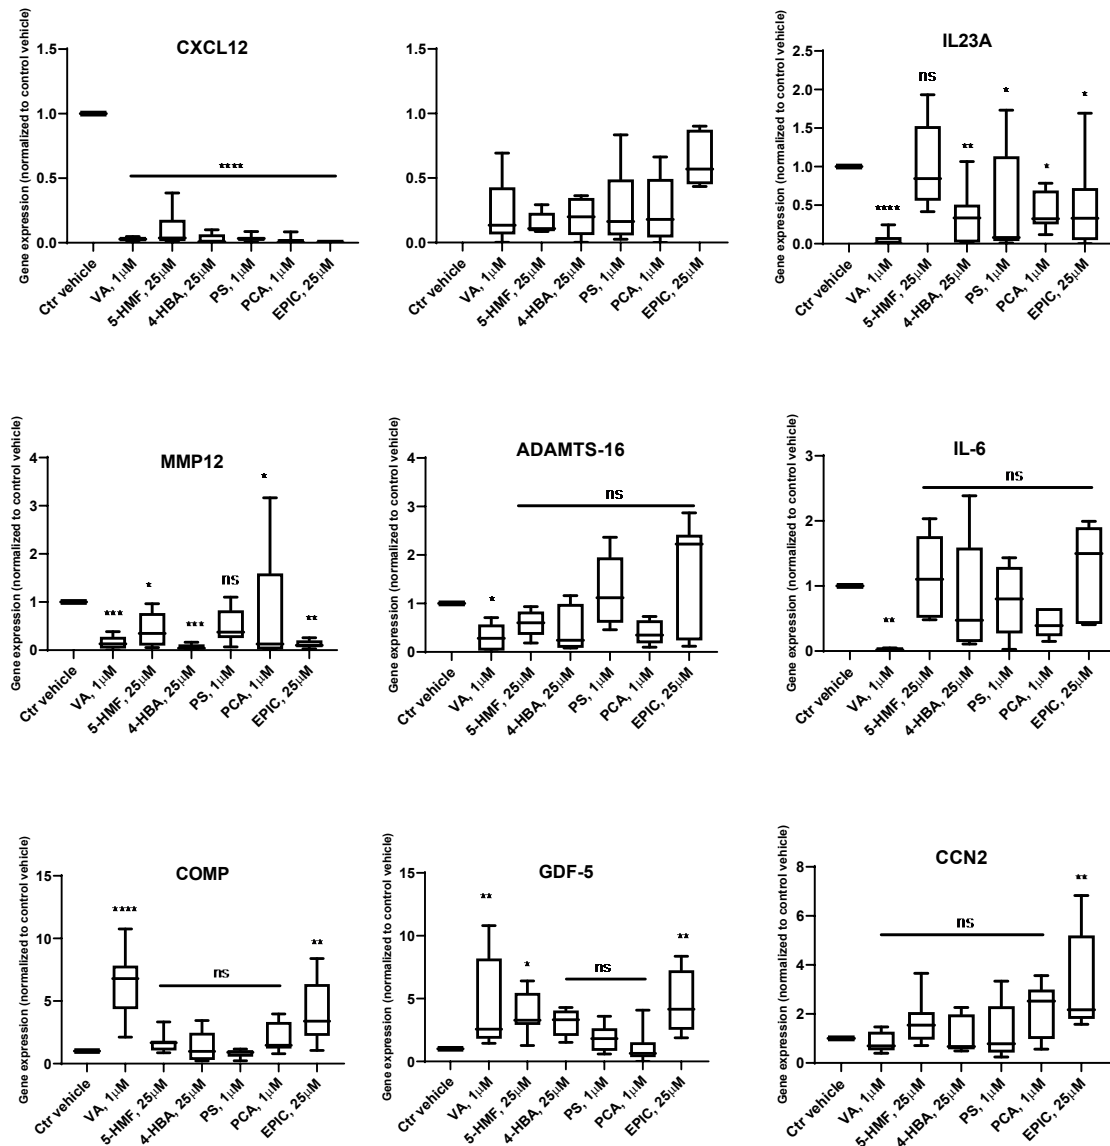 CXCL12
Gene expression (normalized to control vehicle)
1.5
1.0
0.5
0.0
****
Ctr vehicle
VA, 1μM
5-HMF, 25μM
4-HBA, 25μM
PS, 1μM
PCA, 1μM
EPIC, 25μM
1.5
1.0
0.5
0.0
Ctr vehicle
VA, 1μM
5-HMF, 25μM
4-HBA, 25μM
PS, 1μM
PCA, 1μM
EPIC, 25μM
IL23A
Gene expression (normalized to control vehicle)
2.5
2.0
1.5
1.0
0.5
0.0
****
ns
**
*
*
*
Ctr vehicle
VA, 1μM
5-HMF, 25μM
4-HBA, 25μM
PS, 1μM
PCA, 1μM
EPIC, 25μM
MMP12
Gene expression (normalized to control vehicle)
4
3
2
1
0
***
*
***
ns
*
**
Ctr vehicle
VA, 1μM
5-HMF, 25μM
4-HBA, 25μM
PS, 1μM
PCA, 1μM
EPIC, 25μM
ADAMTS-16
Gene expression (normalized to control vehicle)
4
3
2
1
0
*
ns
Ctr vehicle
VA, 1μM
5-HMF, 25μM
4-HBA, 25μM
PS, 1μM
PCA, 1μM
EPIC, 25μM
IL-6
Gene expression (normalized to control vehicle)
3
2
1
0
**
ns
Ctr vehicle
VA, 1μM
5-HMF, 25μM
4-HBA, 25μM
PS, 1μM
PCA, 1μM
EPIC, 25μM
COMP
Gene expression (normalized to control vehicle)
15
10
5
0
****
ns
**
Ctr vehicle
VA, 1μM
5-HMF, 25μM
4-HBA, 25μM
PS, 1μM
PCA, 1μM
EPIC, 25μM
GDF-5
Gene expression (normalized to control vehicle)
15
10
5
0
**
*
ns
**
Ctr vehicle
VA, 1μM
5-HMF, 25μM
4-HBA, 25μM
PS, 1μM
PCA, 1μM
EPIC, 25μM
CCN2
Gene expression (normalized to control vehicle)
8
6
4
2
0
ns
**
Ctr vehicle
VA, 1μM
5-HMF, 25μM
4-HBA, 25μM
PS, 1μM
PCA, 1μM
EPIC, 25μM